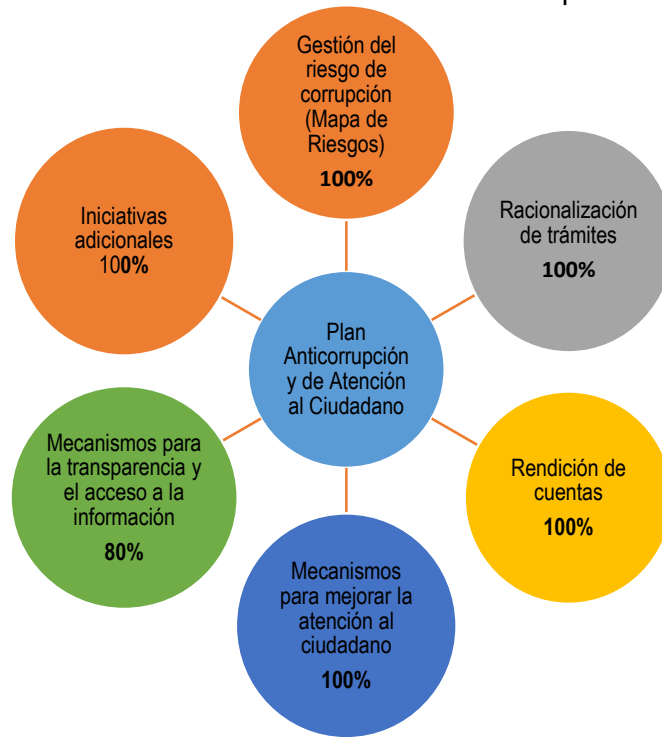 Gestión del
riesgo de
corrupción
(Mapa de
Riesgos)
100%
Racionalización
de trámites
100%
Rendición de
cuentas
100%
Mecanismos
para mejorar la
atención al
ciudadano
100%
Mecanismos para
la transparencia y
el acceso a la
información
80%
Iniciativas
adicionales
100%
Plan
Anticorrupción
y de Atención
al Ciudadano